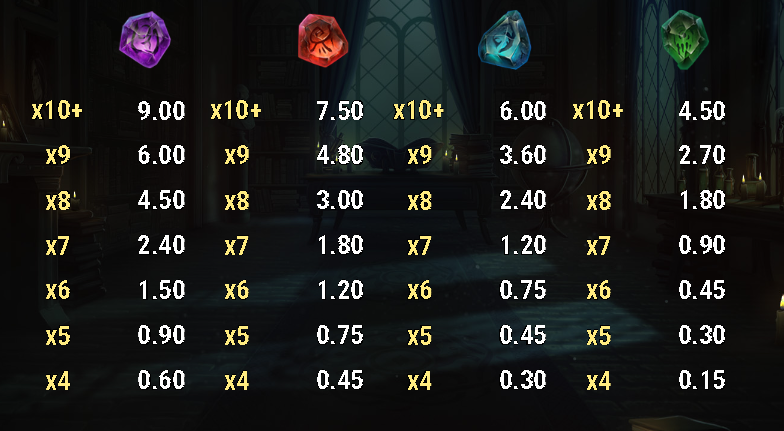 x10+ 9.00 x10+ 7.50 x10+ 6.00 x10+ 4.50
x9 6.00 x9 4.80 x9 3.60 x9 2.70
x8 4.50 x8 3.00 x8 2.40 x8 1.80
x7 2.40 x7 1.80 x7 1.20 x7 0.90
x6 1.50 x6 1.20 x6 0.75 x6 0.45
x5 0.90 x5 0.75 x5 0.45 x5 0.30
x4 0.60 x4 0.45 x4 0.30 x4 0.15